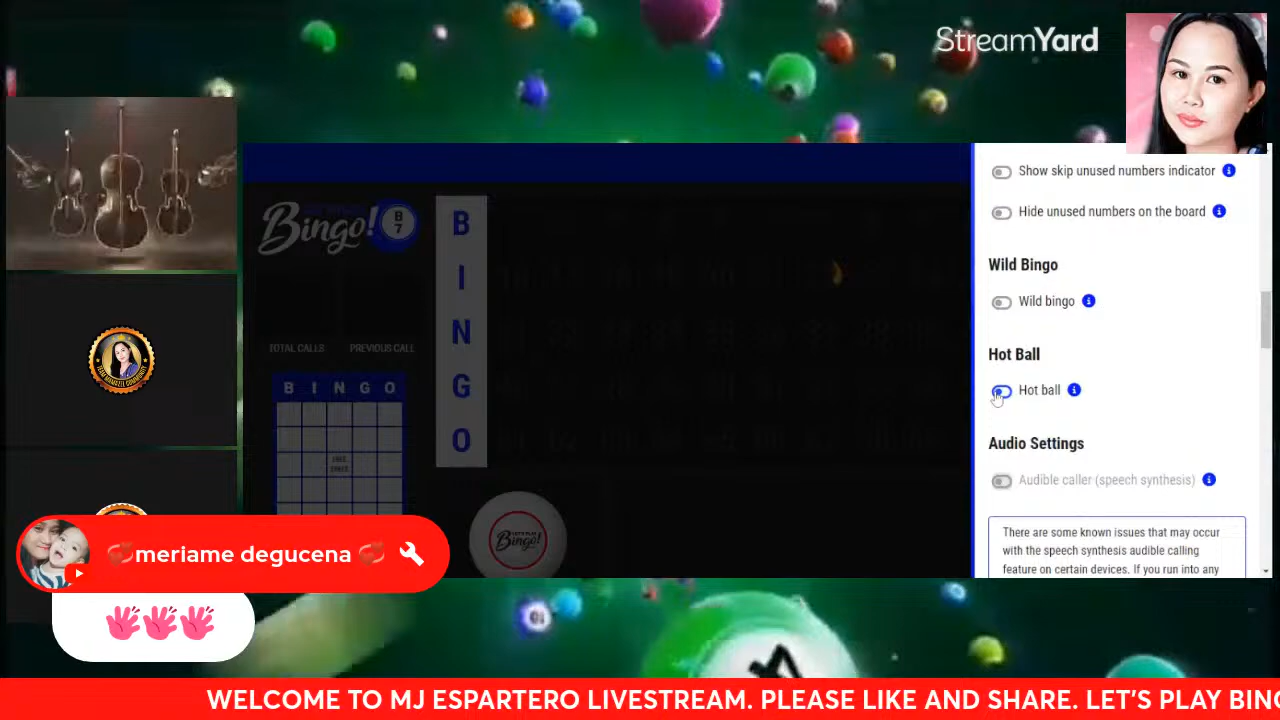 StreamYard
Show skip unused numbers indicator
Hide unused numbers on the board
Wild Bingo
Wild bingo
Hot Ball
Hot ball
Audio Settings
Audible caller (speech synthesis)
There are some known issues that may occur
with the speech synthesis audible calling
feature on certain devices. If you run into any
Bingo!
B
7
B
I
N
G
O
TOTAL CALLS PREVIOUS CALL
B I N G O
FREE
SPACE
Bingo!
meriame degucena
WELCOME TO MJ ESPARTERO LIVESTREAM. PLEASE LIKE AND SHARE. LET'S PLAY BING